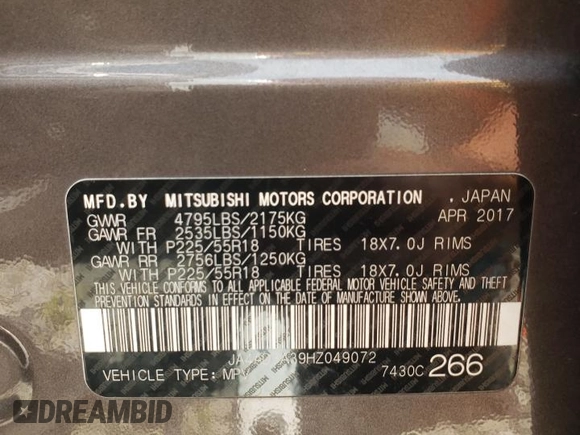 MFD.BY MITSUBISHI MOTORS CORPORATION , JAPAN
GVWR 4795LBS/2175KG APR 2017
GAWR FR 2535LBS/1150KG
WITH P225/55R18 TIRES 18X7.0J RIMS
GAWR RR 2756LBS/1250KG
WITH P225/55R18 TIRES 18X7.0J RIMS
THIS VEHICLE CONFORMS TO ALL APPLICABLE FEDERAL MOTOR VEHICLE SAFETY AND THEFT
PREVENTION STANDARDS IN EFFECT ON THE DATE OF MANUFACTURE SHOWN ABOVE.
39HZ049072
VEHICLE TYPE: 7430C 266
DREAMBID